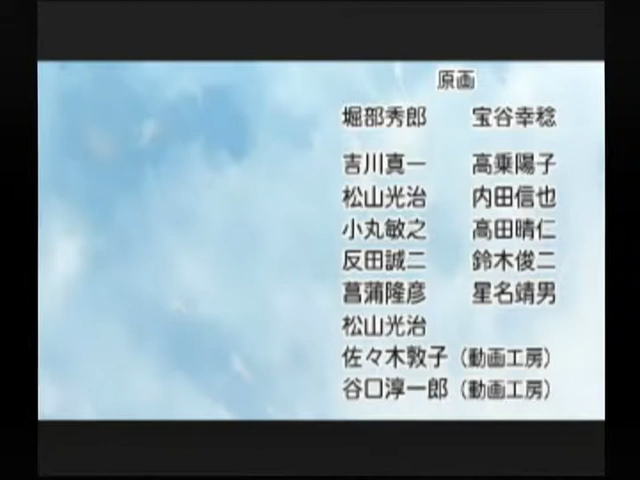 原画
堀部秀郎 宝谷幸稔
吉川真一 高乗陽子
松山光治 内田信也
小丸敏之 高田晴仁
反田誠二 鈴木俊二
菖蒲隆彦 星名靖男
松山光治
佐々木敦子（動画工房）
谷口淳一郎（動画工房）